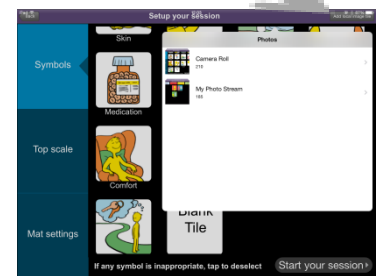 Setup your session
Skin
Photos
Camera Roll
My Photo Stream
Symbols
Medication
Top scale
Comfort
Mat settings
Blank
Tile
If any symbol is inappropriate, tap to deselect
Start your session